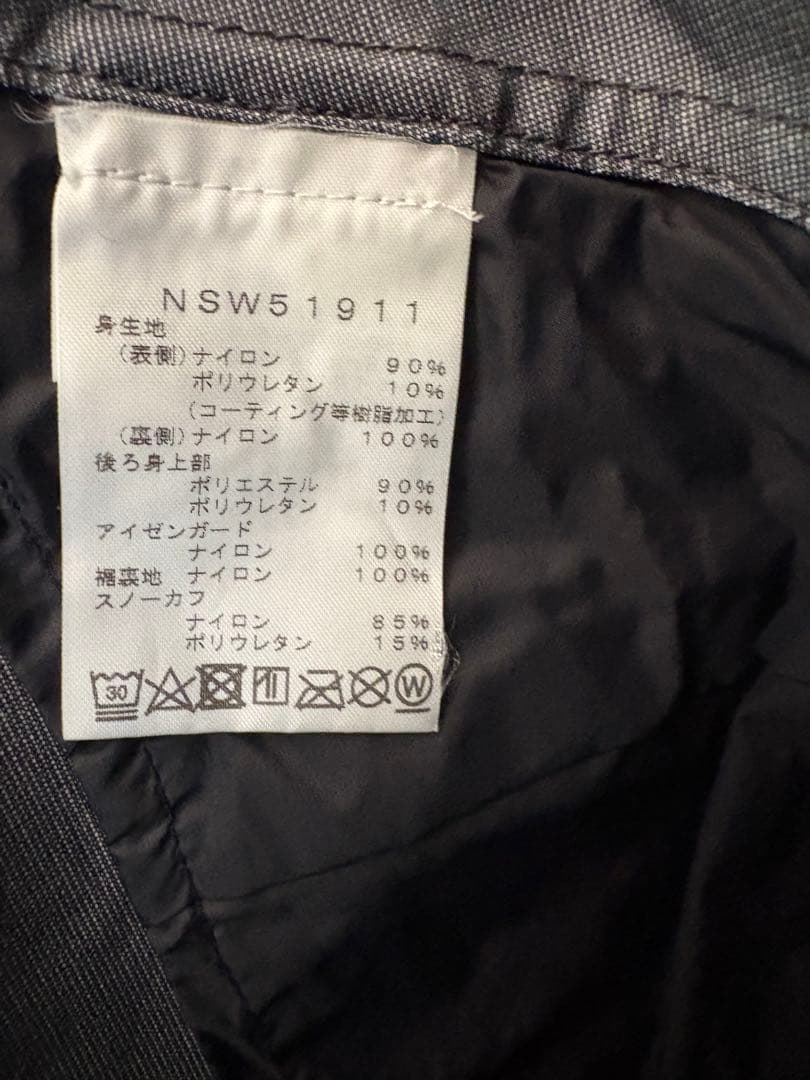 NSW51911
身生地
(表側)ナイロン 90%
ポリウレタン 10%
(コーティング等樹脂加工)
(裏側)ナイロン 100%
後ろ身上部
ポリエステル 90%
ポリウレタン 10%
アイゼンガード
ナイロン 100%
裾裏地 ナイロン 100%
スノーカフ
ナイロン 85%
ポリウレタン 15%
30 W